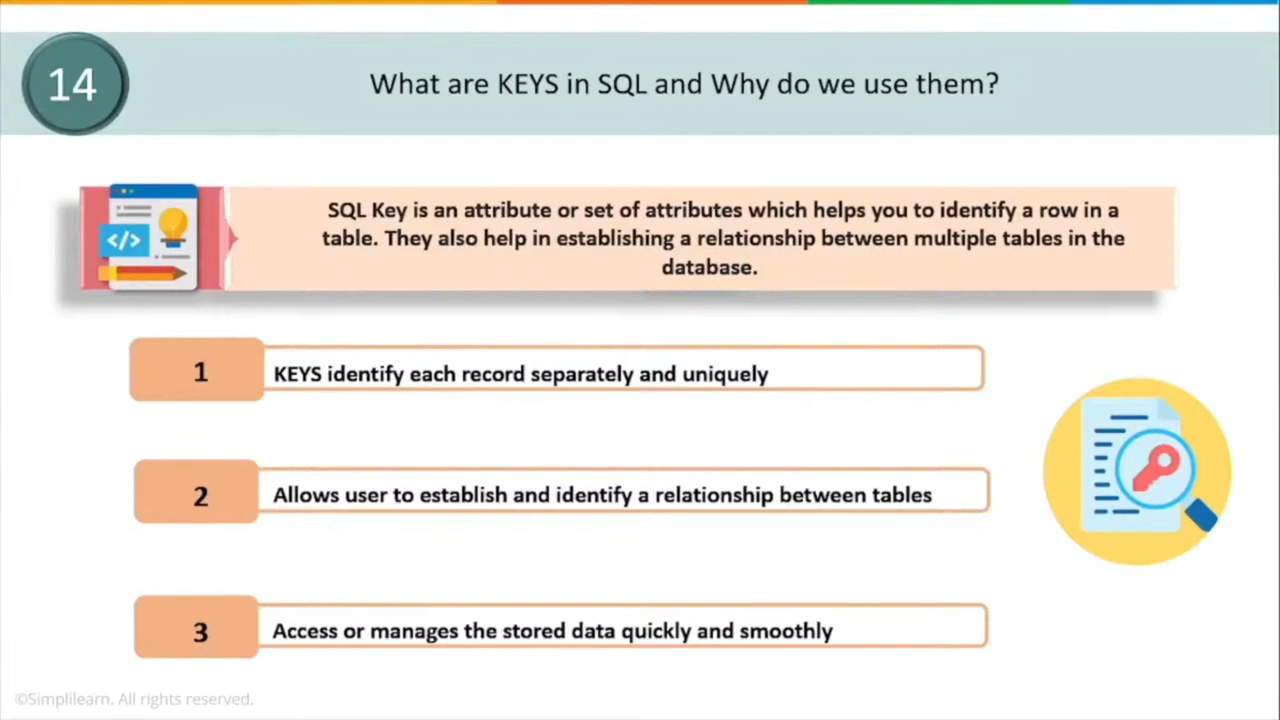 14
What are KEYS in SQL and Why do we use them?
</>
SQL Key is an attribute or set of attributes which helps you to identify a row in a
table. They also help in establishing a relationship between multiple tables in the
database.
1
KEYS identify each record separately and uniquely
2
Allows user to establish and identify a relationship between tables
3
Access or manages the stored data quickly and smoothly
©Simplilearn. All rights reserved.